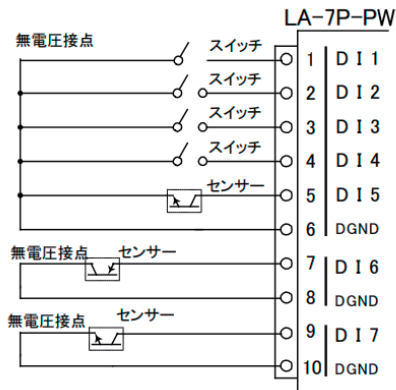 LA-7P-PW
無電圧接点
スイッチ
1 DI1
スイッチ
2 DI2
スイッチ
3 DI3
スイッチ
4 DI4
センサー
5 DI5
6 DGND
無電圧接点 センサー
7 DI6
8 DGND
無電圧接点 センサー
9 DI7
10 DGND